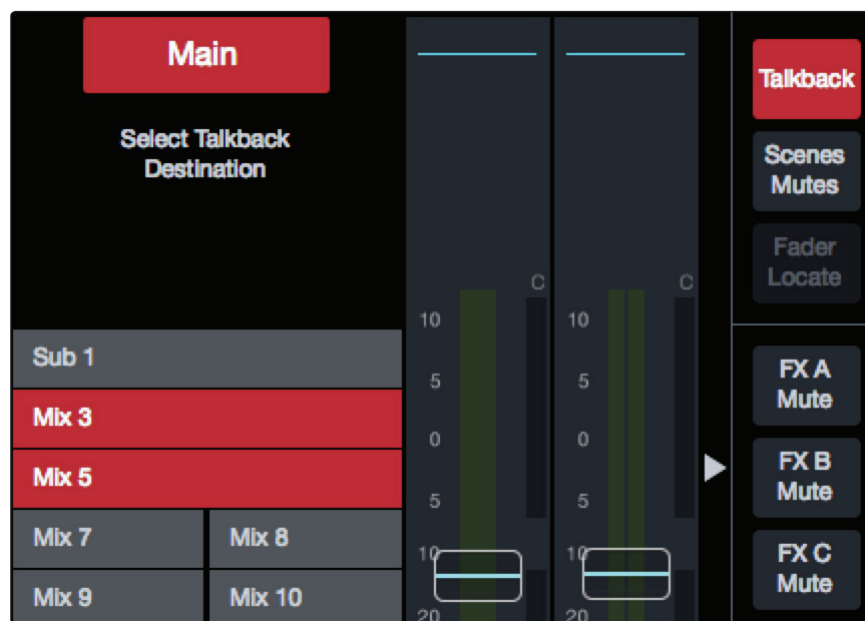 Main
Select Talkback
Destination
Sub 1
Mix 3
Mix 5
Mix 7
Mix 8
Mix 9
Mix 10
C
10
5
0
5
10
20
C
10
5
0
5
10
20
Talkback
Scenes
Mutes
Fader
Locate
FX A
Mute
FX B
Mute
FX C
Mute